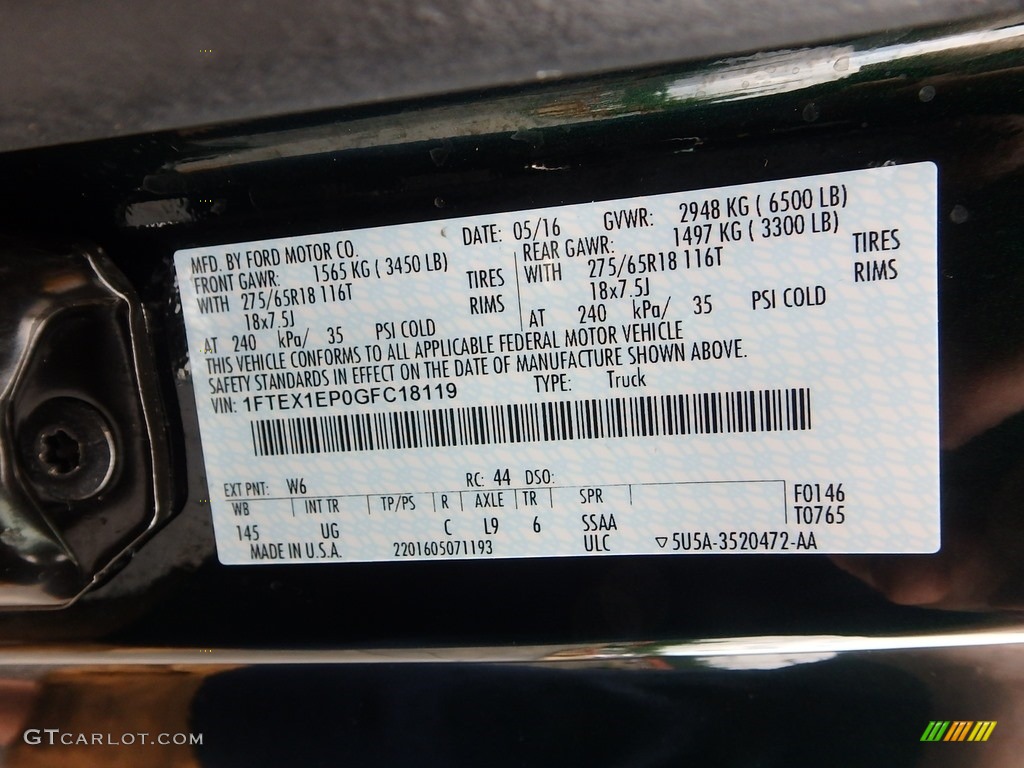 MFD. BY FORD MOTOR CO. DATE: 05/16 GVWR: 2948 KG ( 6500 LB)
FRONT GAWR: 1565 KG ( 3450 LB) REAR GAWR: 1497 KG ( 3300 LB)
WITH 275/65R18 116T TIRES WITH 275/65R18 116T TIRES
18x7.5J RIMS 18x7.5J RIMS
AT 240 kPa/ 35 PSI COLD AT 240 kPa/ 35 PSI COLD
THIS VEHICLE CONFORMS TO ALL APPLICABLE FEDERAL MOTOR VEHICLE
SAFETY STANDARDS IN EFFECT ON THE DATE OF MANUFACTURE SHOWN ABOVE.
VIN: 1FTEX1EP0GFC18119 TYPE: Truck
EXT PNT: W6 RC: 44 DSO:
WB INT TR TP/PS R AXLE TR SPR F0146
145 UG C L9 6 SSAA T0765
MADE IN U.S.A. 2201605071193 ULC ▽5U5A-3520472-AA
GTCARLOT.COM